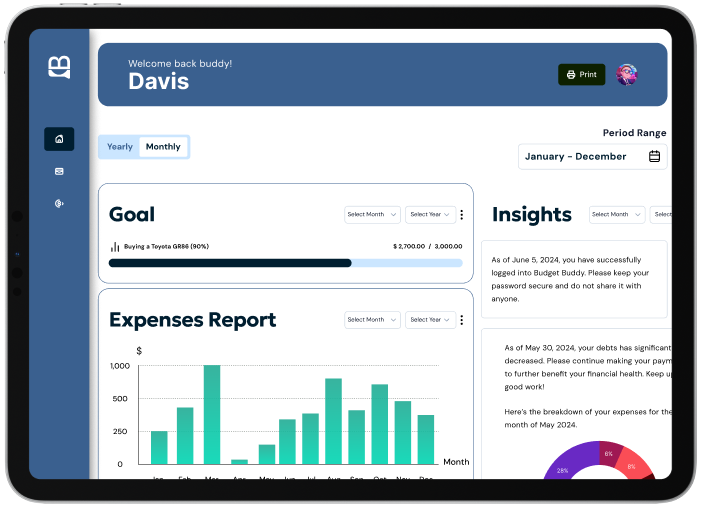 Welcome back buddy!
Davis
Print
Yearly
Monthly
Period Range
January - December
Goal
Select Month
Select Year
Buying a Toyota GR86 (90%)
$ 2,700.00 / 3,000.00
Insights
Select Month
Select
As of June 5, 2024, you have successfully
logged into Budget Buddy. Please keep your
password secure and do not share it with
anyone.
Expenses Report
Select Month
Select Year
$
1,000
500
250
0
Month
Jan Feb Mar Apr May Jun Jul Aug Sep Oct Nov Dec
As of May 30, 2024, your debts has significant
decreased. Please continue making your paym
to further benefit your financial health. Keep up
good work!
Here's the breakdown of your expenses for the
month of May 2024.
28%
6%
8%